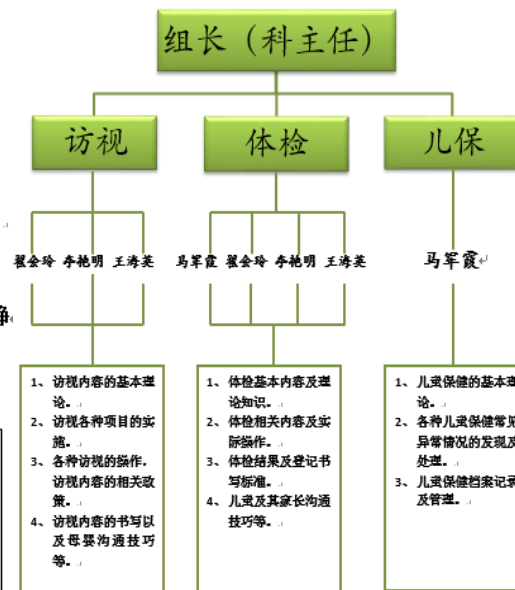 组长（科主任）
访视
体检
儿保
翟会玲 李艳明 王海英
马军霞 翟会玲 李艳明 王海英
马军霞
静
1、访视内容的基本理
论。
2、访视各种项目的实
施。
3、各种访视的操作，
访视内容的相关政
策。
4、访视内容的书写以
及母婴沟通技巧
等。
1、体检基本内容及理
论知识。
2、体检相关内容及实
际操作。
3、体检结果及登记书
写标准。
4、儿童及其家长沟通
技巧等。
1、儿童保健的基本理
论。
2、各种儿童保健常见
异常情况的发现及
处理。
3、儿童保健档案记录
及管理。